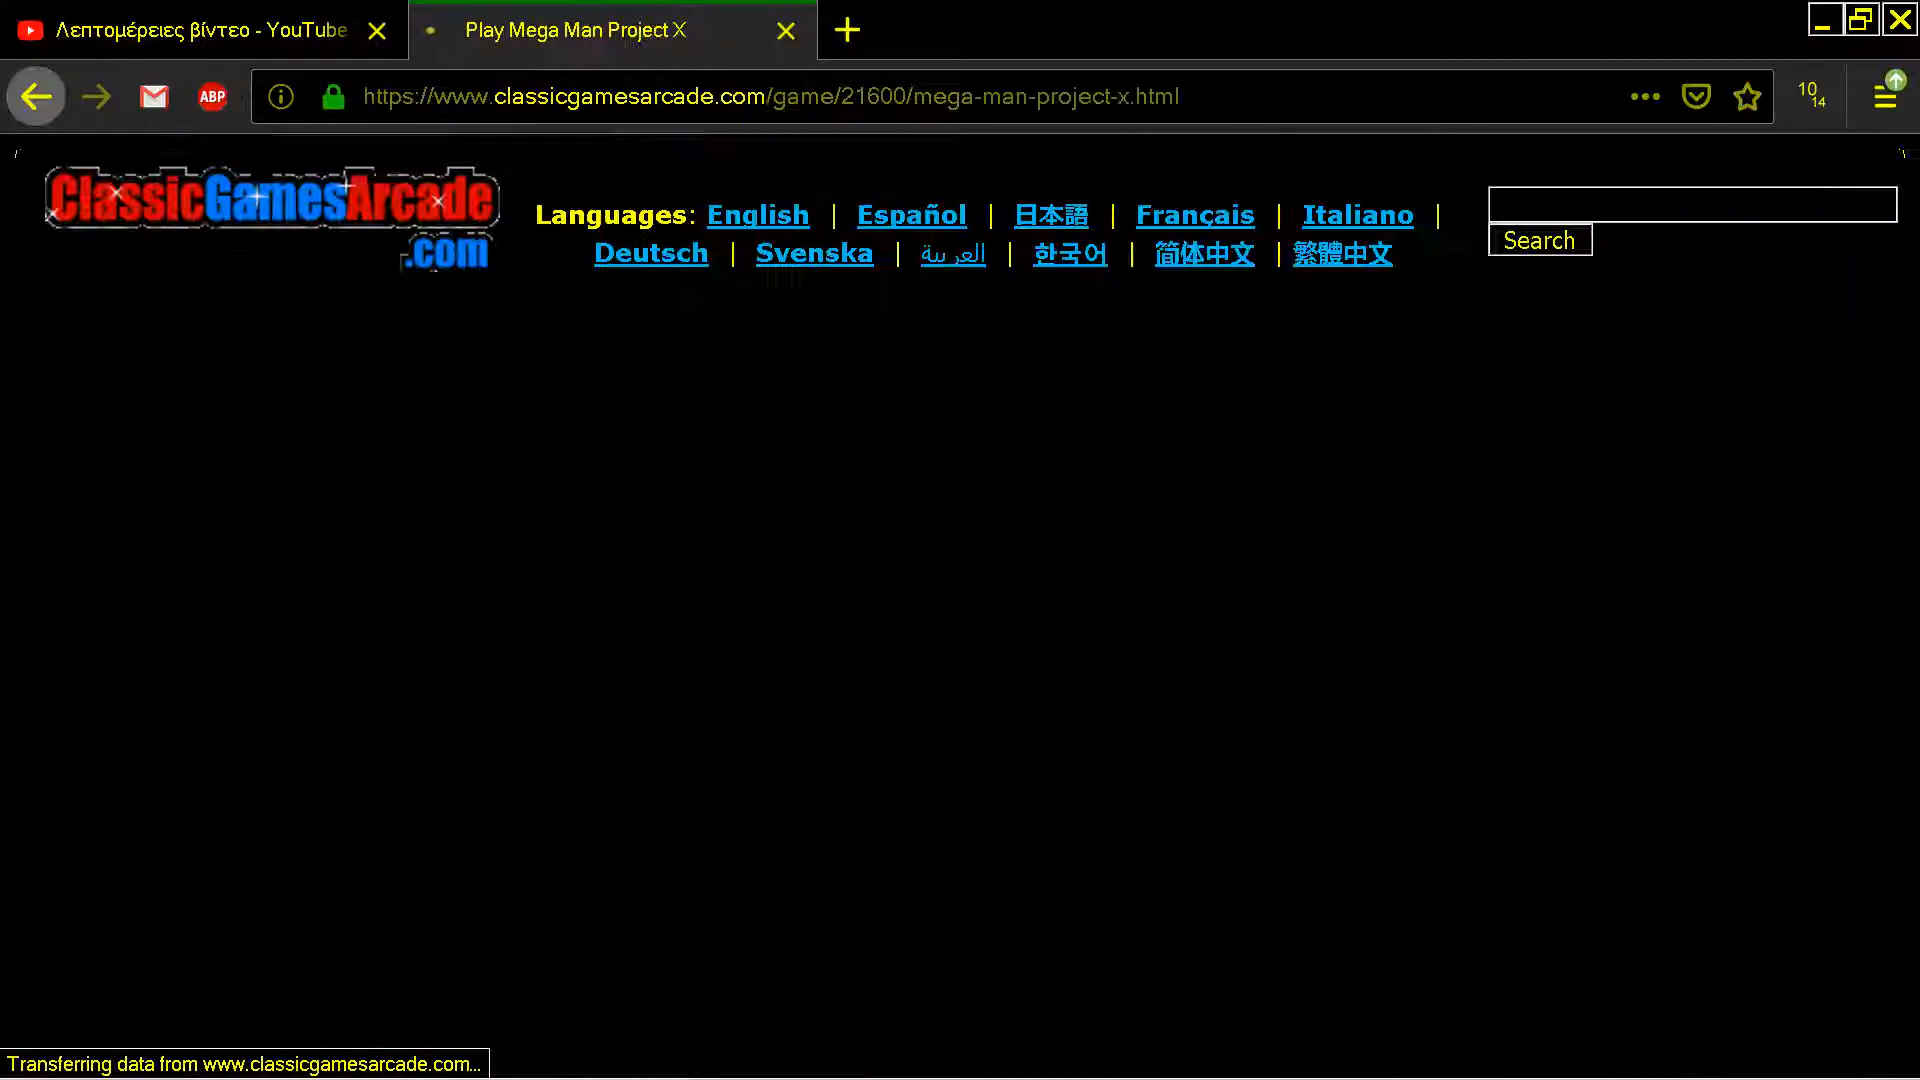 Λεπτομέρειες βίντεο - YouTube
Play Mega Man Project X
ABP
https://www.classicgamesarcade.com/game/21600/mega-man-project-x.html
10
14
ClassicGamesArcade
.com
Languages: English | Español | 日本語 | Français | Italiano |
Deutsch | Svenska | العربية | 한국어 | 简体中文 | 繁體中文
Search
Transferring data from www.classicgamesarcade.com...